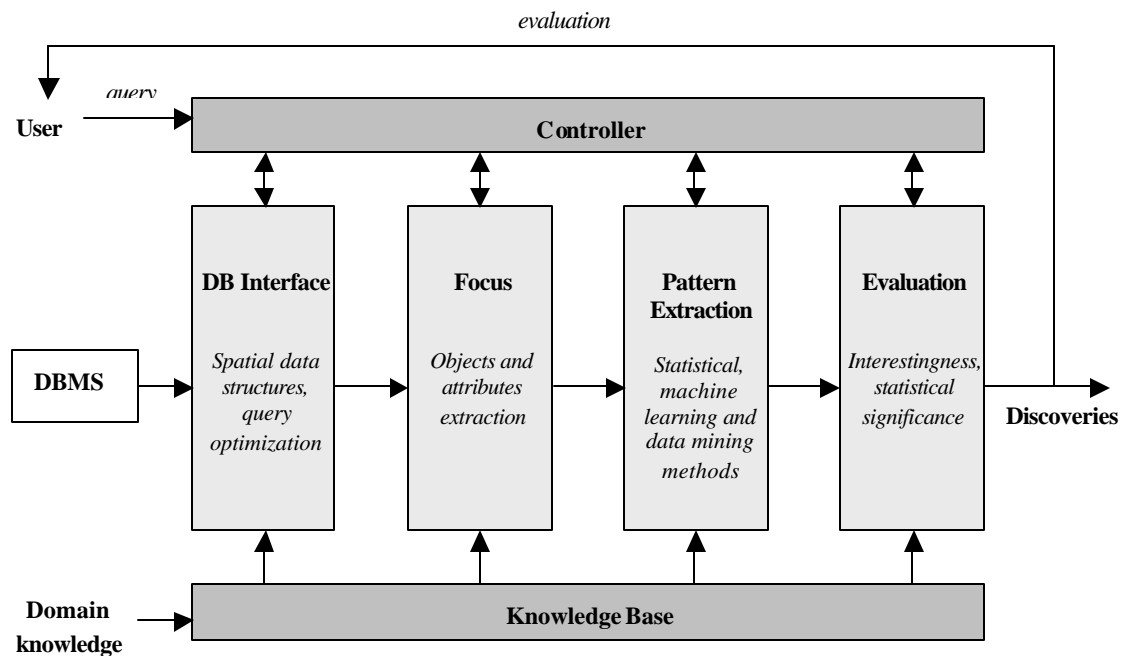 evaluation
query
User
Controller
DB Interface
Spatial data
structures,
query
optimization
Focus
Objects and
attributes
extraction
Pattern
Extraction
Statistical,
machine
learning and
data mining
methods
Evaluation
Interestingness,
statistical
significance
DBMS
Discoveries
Domain
knowledge
Knowledge Base